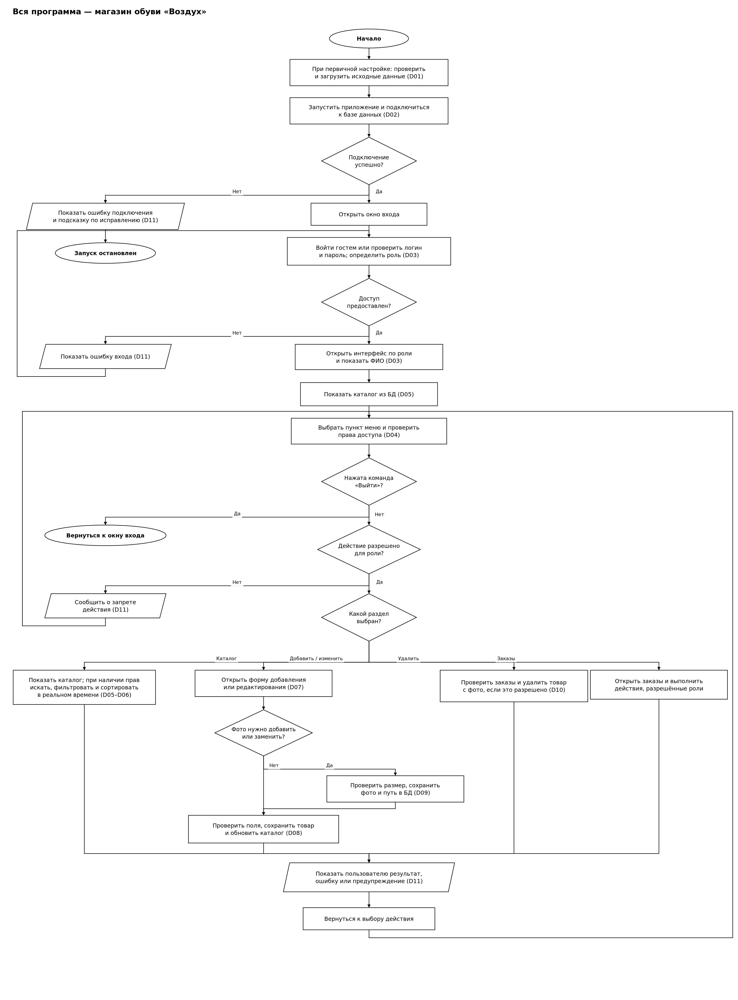 Вся программа — магазин обуви «Воздух»
Начало
При первичной настройке: проверить
и загрузить исходные данные (D01)
Запустить приложение и подключиться
к базе данных (D02)
Подключение
успешно?
Нет
Да
Показать ошибку подключения
и подсказку по исправлению (D11)
Открыть окно входа
Запуск остановлен
Войти гостем или проверить логин
и пароль; определить роль (D03)
Доступ
предоставлен?
Нет
Да
Показать ошибку входа (D11)
Открыть интерфейс по роли
и показать ФИО (D03)
Показать каталог из БД (D05)
Выбрать пункт меню и проверить
права доступа (D04)
Нажата команда
«Выйти»?
Да
Нет
Вернуться к окну входа
Действие разрешено
для роли?
Нет
Да
Сообщить о запрете
действия (D11)
Какой раздел
выбран?
Каталог
Добавить / изменить
Удалить
Заказы
Показать каталог; при наличии прав
искать, фильтровать и сортировать
в реальном времени (D05–D06)
Открыть форму добавления
или редактирования (D07)
Проверить заказы и удалить товар
с фото, если это разрешено (D10)
Открыть заказы и выполнить
действия, разрешённые роли
Фото нужно добавить
или заменить?
Нет
Да
Проверить размер, сохранить
фото и путь в БД (D09)
Проверить поля, сохранить товар
и обновить каталог (D08)
Показать пользователю результат,
ошибку или предупреждение (D11)
Вернуться к выбору действия